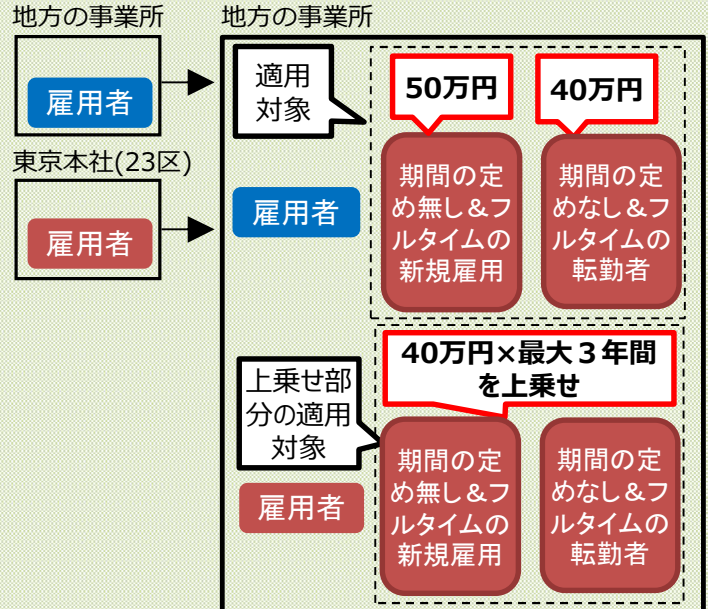 地方の事業所
雇用者
東京本社(23区)
雇用者
地方の事業所
適用
対象
50万円
40万円
雇用者
期間の定
め無し＆フ
ルタイムの
新規雇用
期間の定
めなし＆フ
ルタイムの
転勤者
上乗せ部
分の適用
対象
40万円×最大３年間
を上乗せ
雇用者
期間の定
め無し＆フ
ルタイムの
新規雇用
期間の定
めなし＆フ
ルタイムの
転勤者